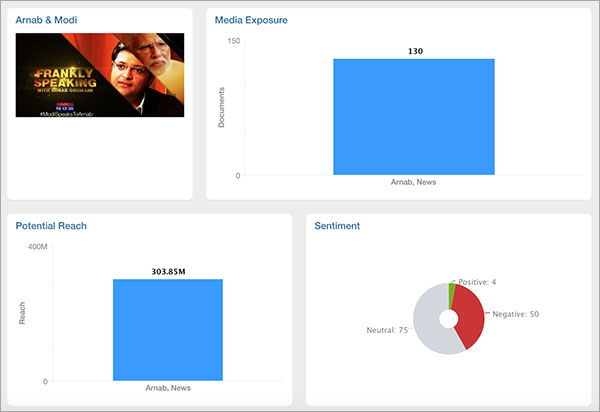 Arnab & Modi
FRANKLY
SPEAKING
WITH ARNAB GOSWAMI
NOW
#ModiSpeaksToArnab
Media Exposure
150
130
Documents
0
Arnab, News
Potential Reach
400M
303.85M
Reach
0
Arnab, News
Sentiment
Positive: 4
Negative: 50
Neutral: 75